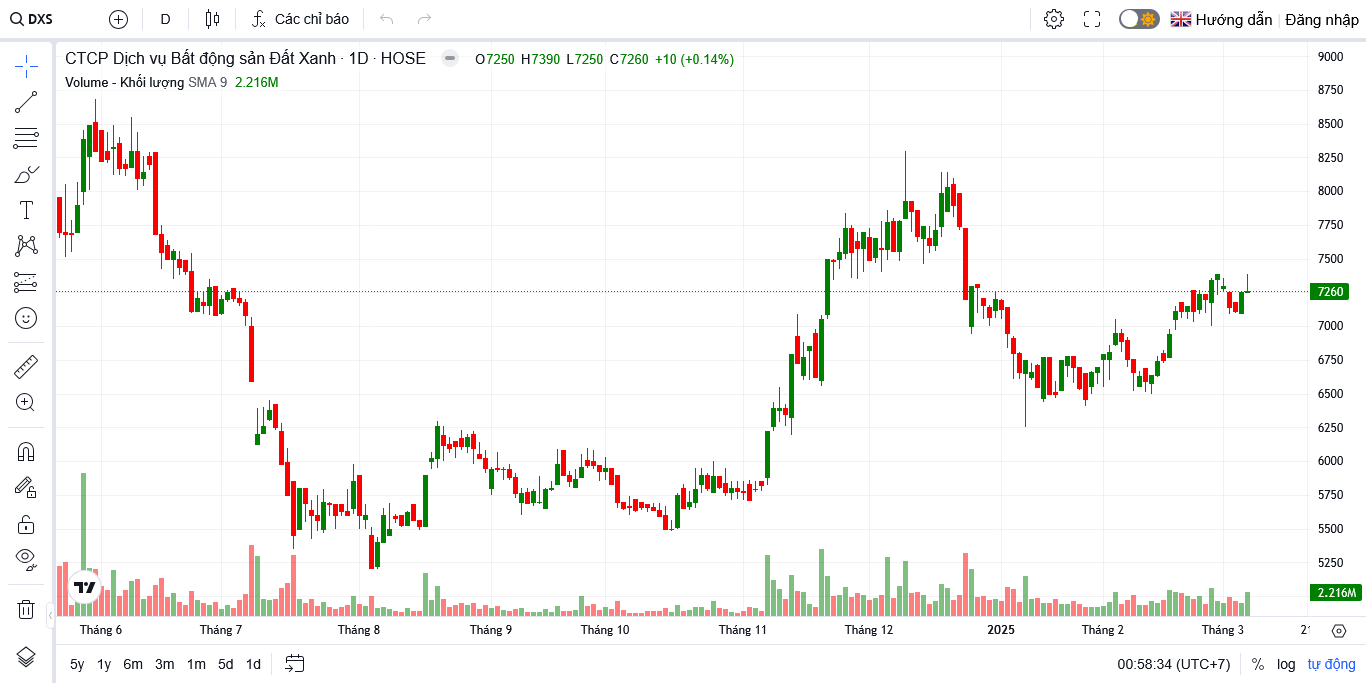 DXS D Các chỉ báo Hướng dẫn Đăng nhập
CTCP Dịch vụ Bất động sản Đất Xanh · 1D · HOSE O7250 H7390 L7250 C7260 +10 (+0.14%)
Volume - Khối lượng SMA 9 2.216M
9000
8750
8500
8250
8000
7750
7500
7260
7000
6750
6500
6250
6000
5750
5500
5250
2.216M
Tháng 6 Tháng 7 Tháng 8 Tháng 9 Tháng 10 Tháng 11 Tháng 12 2025 Tháng 2 Tháng 3
5y 1y 6m 3m 1m 5d 1d 00:58:34 (UTC+7) % log tự động